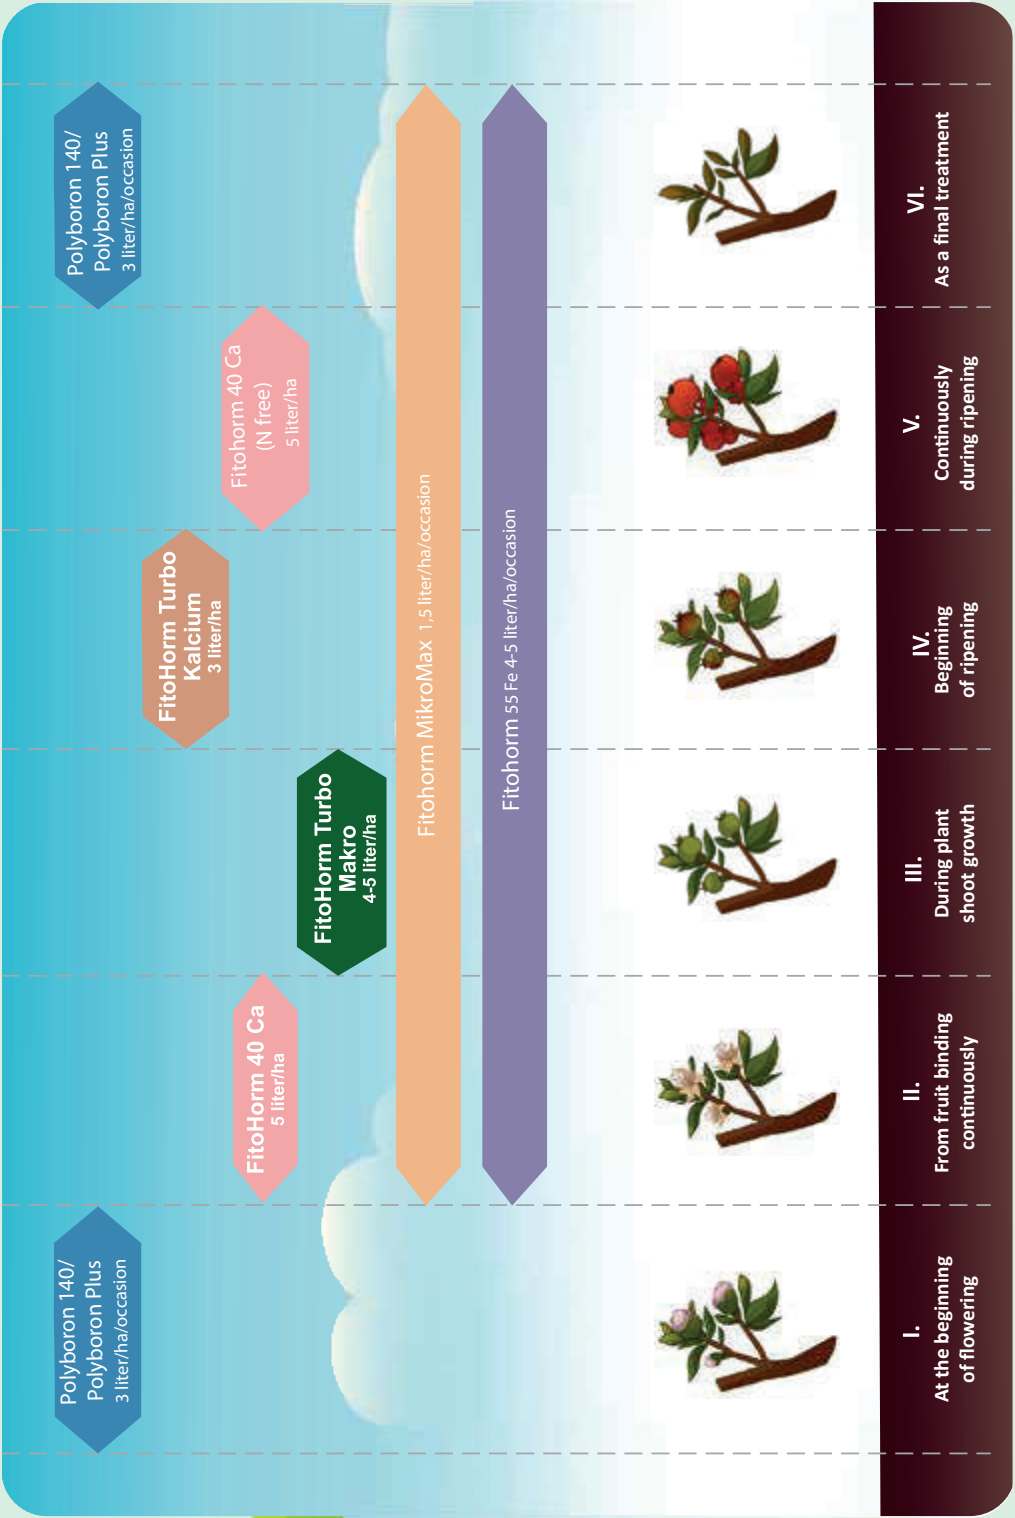 Polyboron 140/
Polyboron Plus
3 liter/ha/occasion
Polyboron 140/
Polyboron Plus
3 liter/ha/occasion
FitoHorm Turbo
Kalcium
3 liter/ha
FitoHorm 40 Ca
5 liter/ha
Fitohorm 40 Ca
(N free)
5 liter/ha
FitoHorm Turbo
Makro
4-5 liter/ha
Fitohorm MikroMax 1,5 liter/ha/occasion
Fitohorm 55 Fe 4-5 liter/ha/occasion
I.
At the beginning
of flowering
II.
From fruit binding
continuously
III.
During plant
shoot growth
IV.
Beginning
of ripening
V.
Continuously
during ripening
VI.
As a final treatment